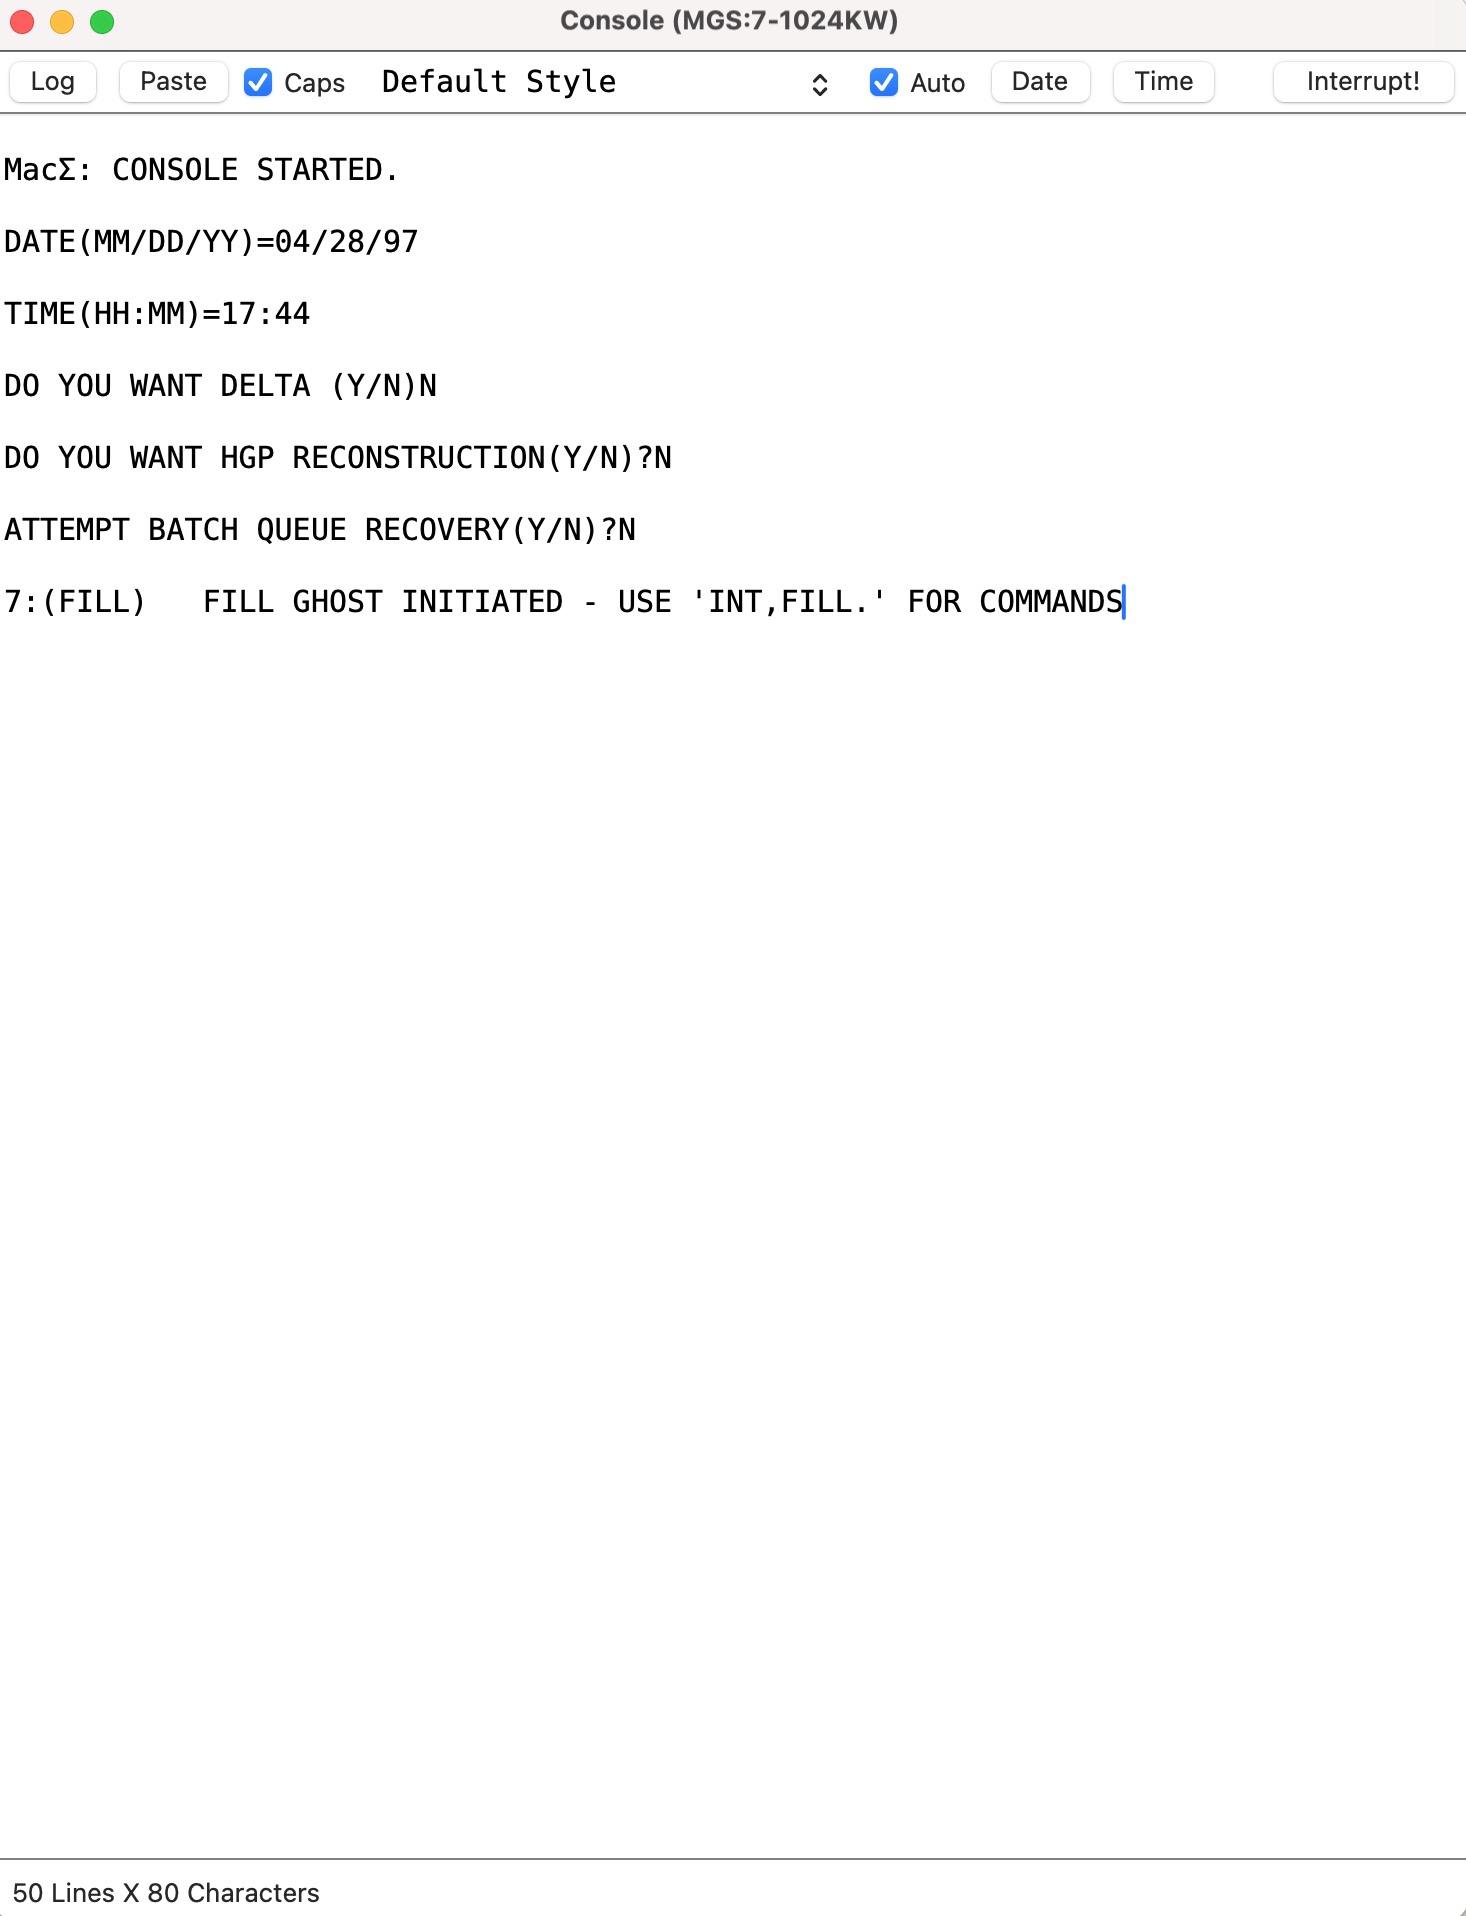 Console (MGS:7-1024KW)
Log Paste Caps Default Style Auto Date Time Interrupt!
MacΣ: CONSOLE STARTED.
DATE(MM/DD/YY)=04/28/97
TIME(HH:MM)=17:44
DO YOU WANT DELTA (Y/N)N
DO YOU WANT HGP RECONSTRUCTION(Y/N)?N
ATTEMPT BATCH QUEUE RECOVERY(Y/N)?N
7:(FILL)   FILL GHOST INITIATED - USE 'INT,FILL.' FOR COMMANDS
50 Lines X 80 Characters